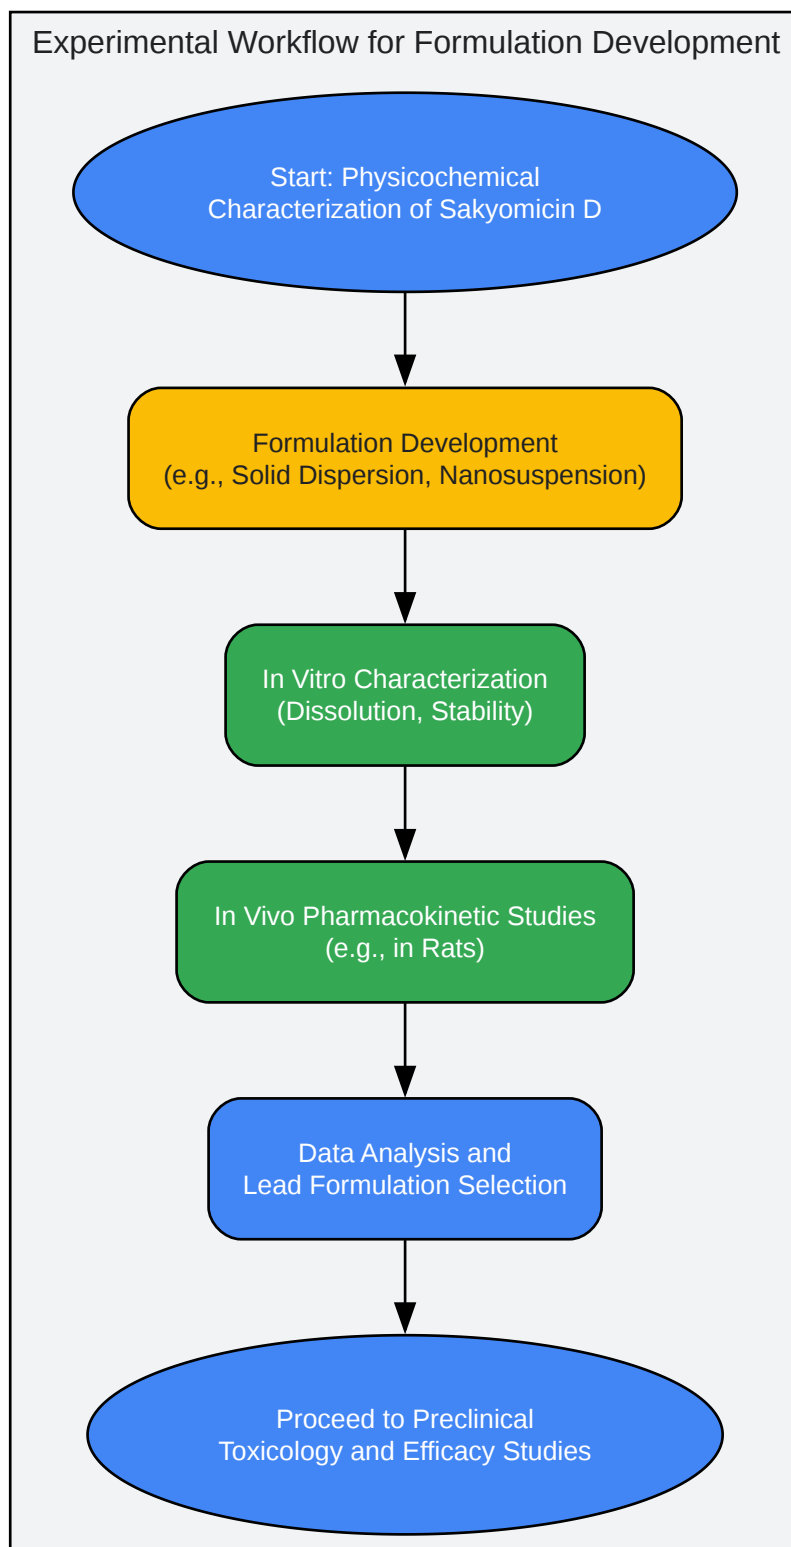 Experimental Workflow for Formulation Development
Start: Physicochemical
Characterization of Sakyomicin D
Formulation Development
(e.g., Solid Dispersion, Nanosuspension)
In Vitro Characterization
(Dissolution, Stability)
In Vivo Pharmacokinetic Studies
(e.g., in Rats)
Data Analysis and
Lead Formulation Selection
Proceed to Preclinical
Toxicology and Efficacy Studies